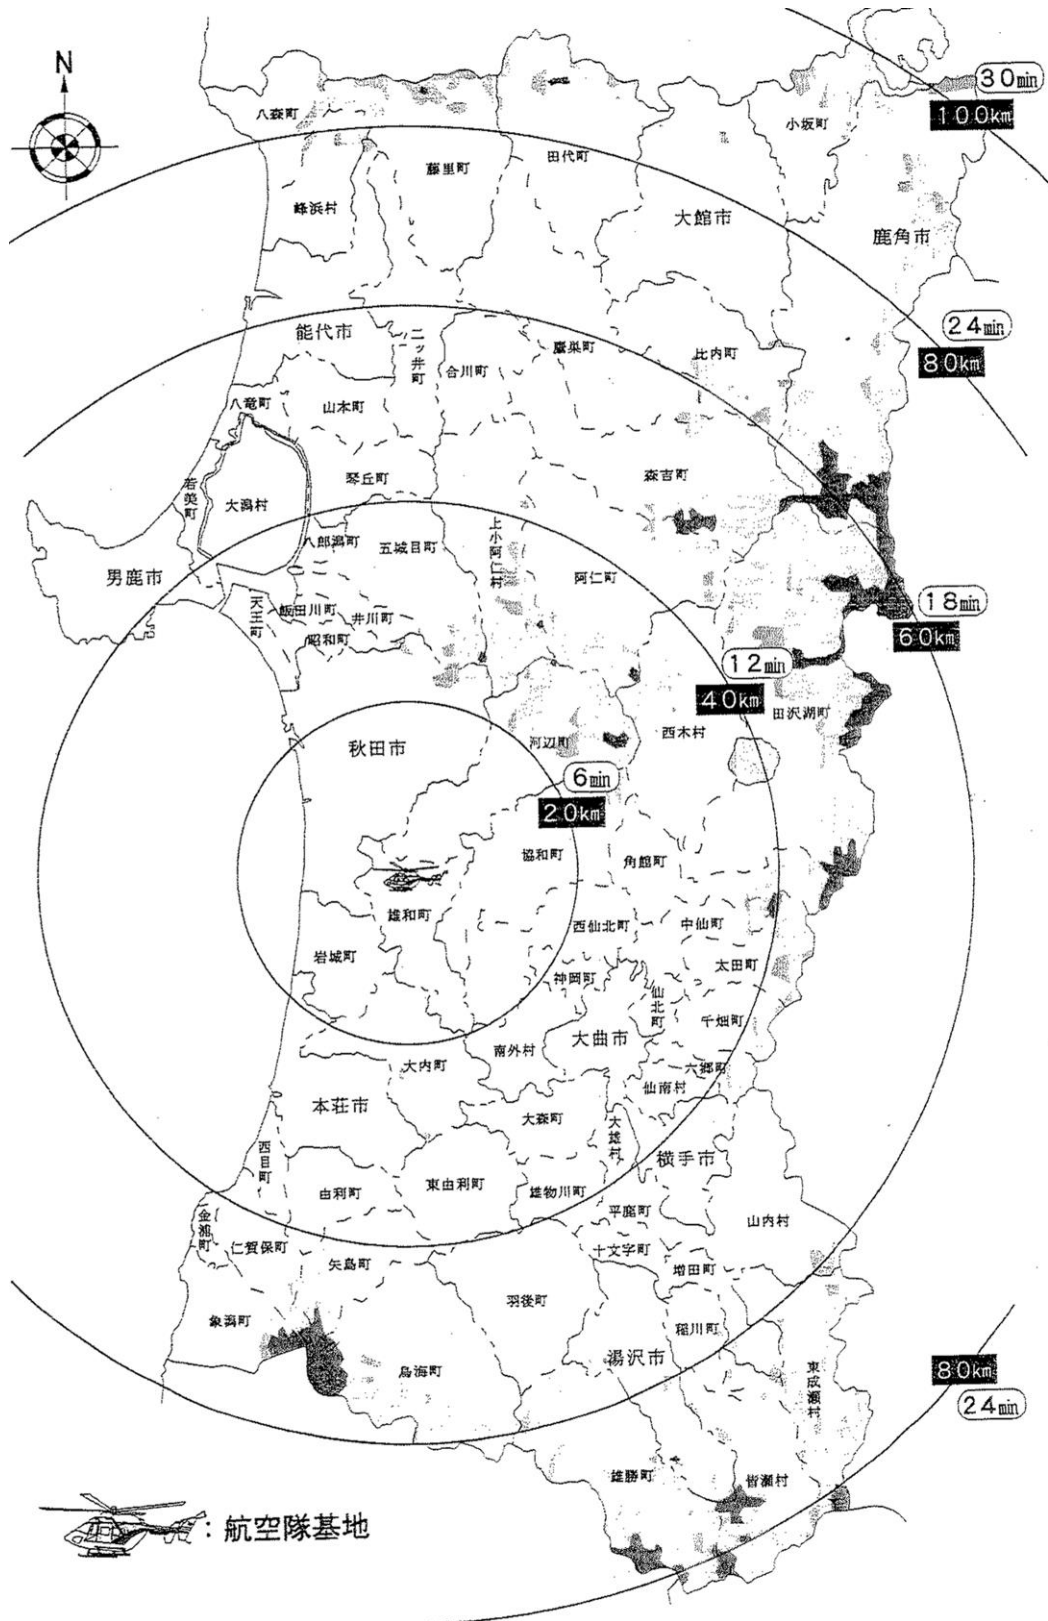 N
30min
100km
八森町
小坂町
藤里町
田代町
峰浜村
大館市
鹿角市
24min
80km
能代市
二ッ井町
合川町
鷹巣町
比内町
八竜町
山本町
琴丘町
森吉町
若美町
大潟村
八郎潟町
五城目町
上小阿仁村
阿仁町
男鹿市
天王町
飯田川町
井川町
昭和町
18min
60km
12min
40km
田沢湖町
西木村
秋田市
河辺町
6min
20km
協和町
角館町
雄和町
西仙北町
中仙町
岩城町
神岡町
太田町
仙北町
千畑町
大曲市
南外村
大内町
六郷町
仙南村
本荘市
大森町
大雄村
横手市
西目町
由利町
東由利町
雄物川町
平鹿町
山内村
金浦町
仁賀保町
矢島町
十文字町
増田町
羽後町
稲川町
象潟町
湯沢市
鳥海町
東成瀬村
80km
24min
雄勝町
皆瀬村
：航空隊基地